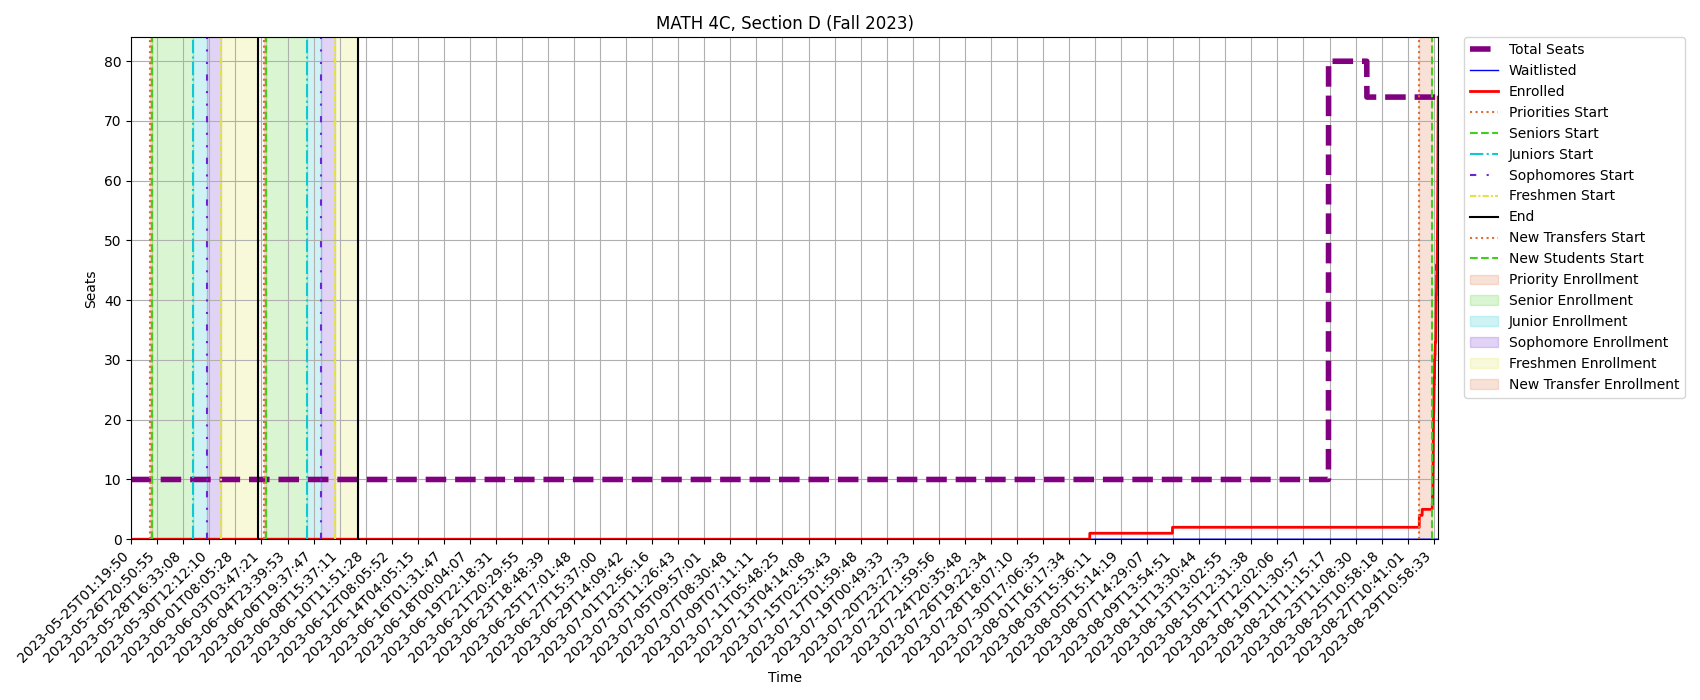 MATH 4C, Section D (Fall 2023)
80
70
60
50
40
30
20
10
0
Seats
2023-05-25T01:19:50
2023-05-26T20:50:55
2023-05-28T16:33:08
2023-05-30T12:12:10
2023-06-01T08:05:28
2023-06-03T03:47:21
2023-06-04T23:39:53
2023-06-06T19:37:47
2023-06-08T15:37:11
2023-06-10T11:51:28
2023-06-12T08:05:52
2023-06-14T04:05:15
2023-06-16T01:31:47
2023-06-18T00:04:07
2023-06-19T22:18:31
2023-06-21T20:29:55
2023-06-23T18:48:39
2023-06-25T17:01:48
2023-06-27T15:37:00
2023-06-29T14:09:42
2023-07-01T12:56:16
2023-07-03T11:26:43
2023-07-05T09:57:01
2023-07-07T08:30:48
2023-07-09T07:11:11
2023-07-11T05:48:25
2023-07-13T04:14:08
2023-07-15T02:53:43
2023-07-17T01:59:48
2023-07-19T00:49:33
2023-07-20T23:27:33
2023-07-22T21:59:56
2023-07-24T20:35:48
2023-07-26T19:22:34
2023-07-28T18:07:10
2023-07-30T17:06:35
2023-08-01T16:17:34
2023-08-03T15:36:11
2023-08-05T15:14:19
2023-08-07T14:29:07
2023-08-09T13:54:51
2023-08-11T13:30:44
2023-08-13T13:02:55
2023-08-15T12:31:38
2023-08-17T12:02:06
2023-08-19T11:30:57
2023-08-21T11:15:17
2023-08-23T11:08:30
2023-08-25T10:58:18
2023-08-27T10:41:01
2023-08-29T10:58:33
Time
Total Seats
Waitlisted
Enrolled
Priorities Start
Seniors Start
Juniors Start
Sophomores Start
Freshmen Start
End
New Transfers Start
New Students Start
Priority Enrollment
Senior Enrollment
Junior Enrollment
Sophomore Enrollment
Freshmen Enrollment
New Transfer Enrollment